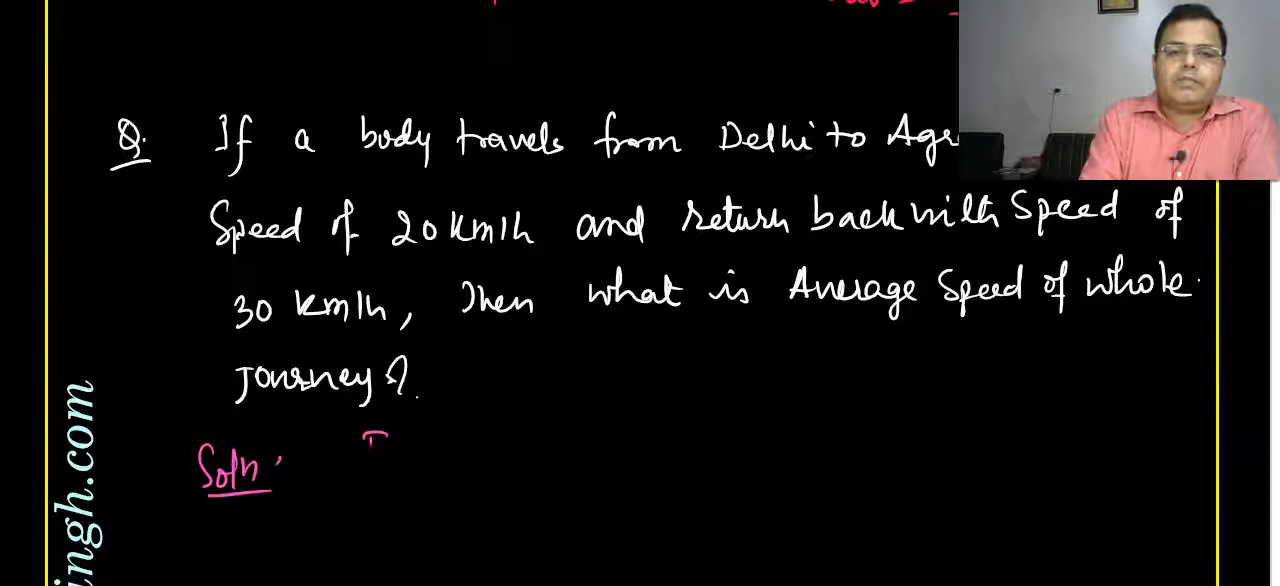 Q. If a body travels from Delhi to Agr
Speed of 20 km/h and return back with Speed of
30 km/h, Then what is Average Speed of whole
Journey?
Soln:
ingh.com